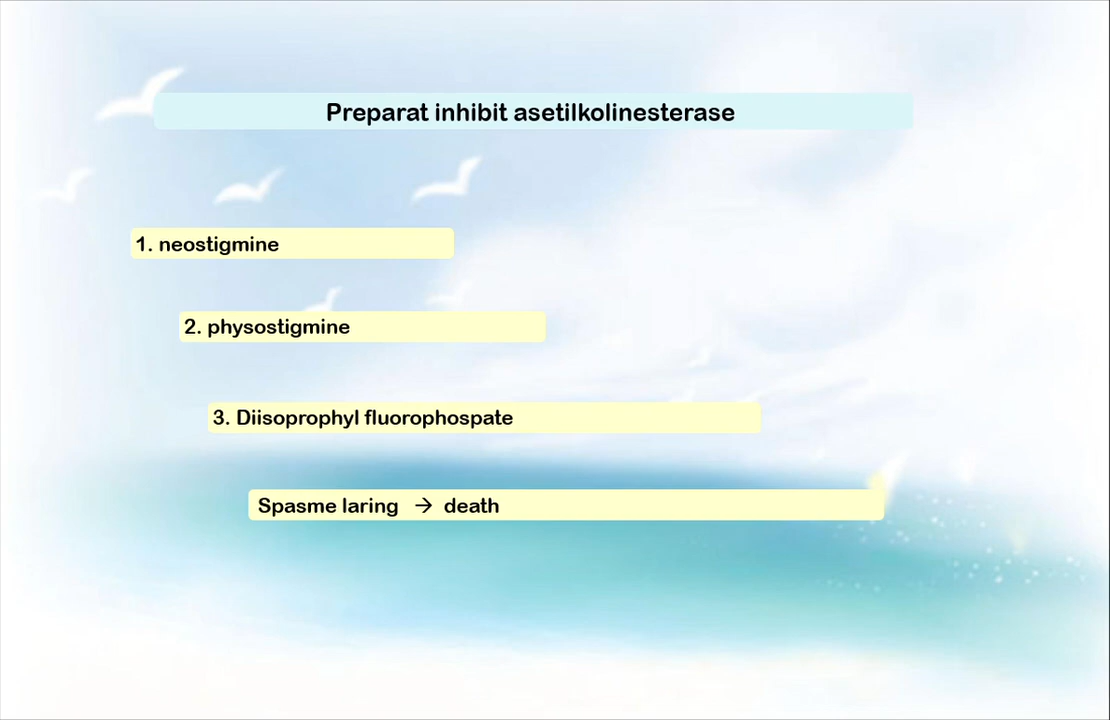 Preparat inhibit asetilkolinesterase
1. neostigmine
2. physostigmine
3. Diisoprophyl fluorophospate
Spasme laring → death